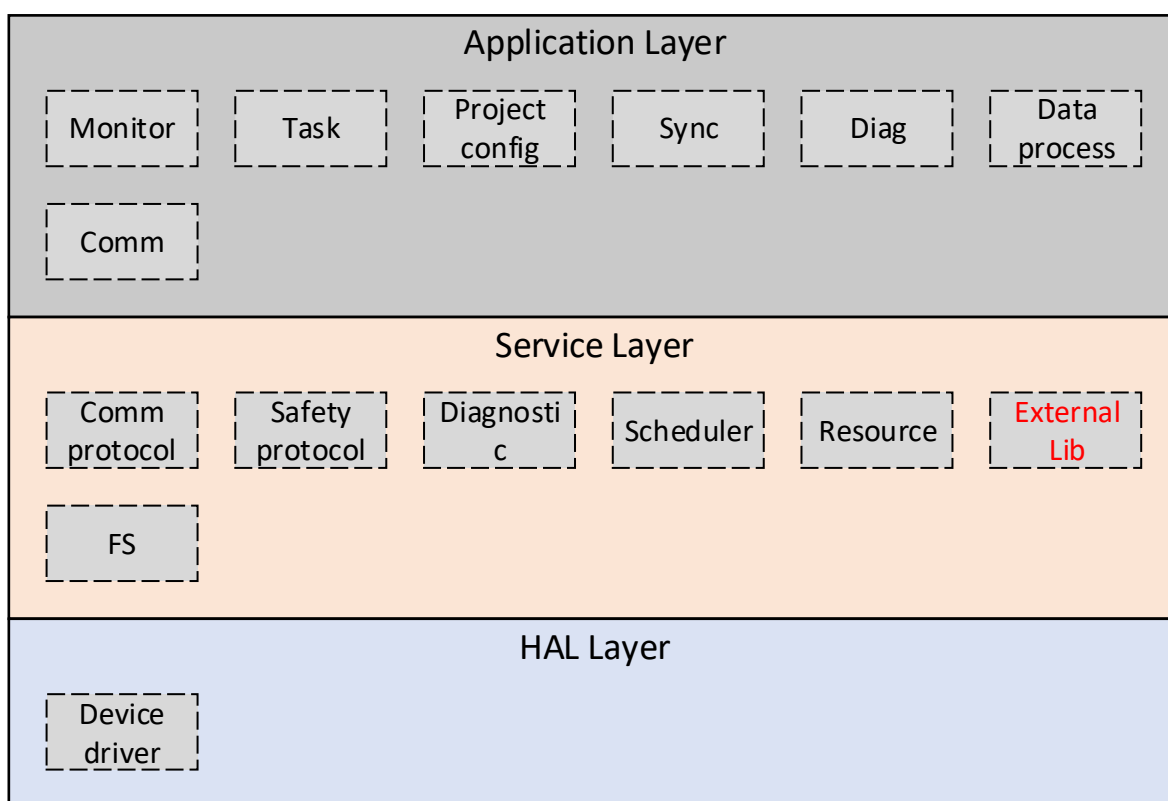 Application Layer
Monitor
Task
Project
config
Sync
Diag
Data
process
Comm
Service Layer
Comm
protocol
Safety
protocol
Diagnosti
c
Scheduler
Resource
External
Lib
FS
HAL Layer
Device
driver